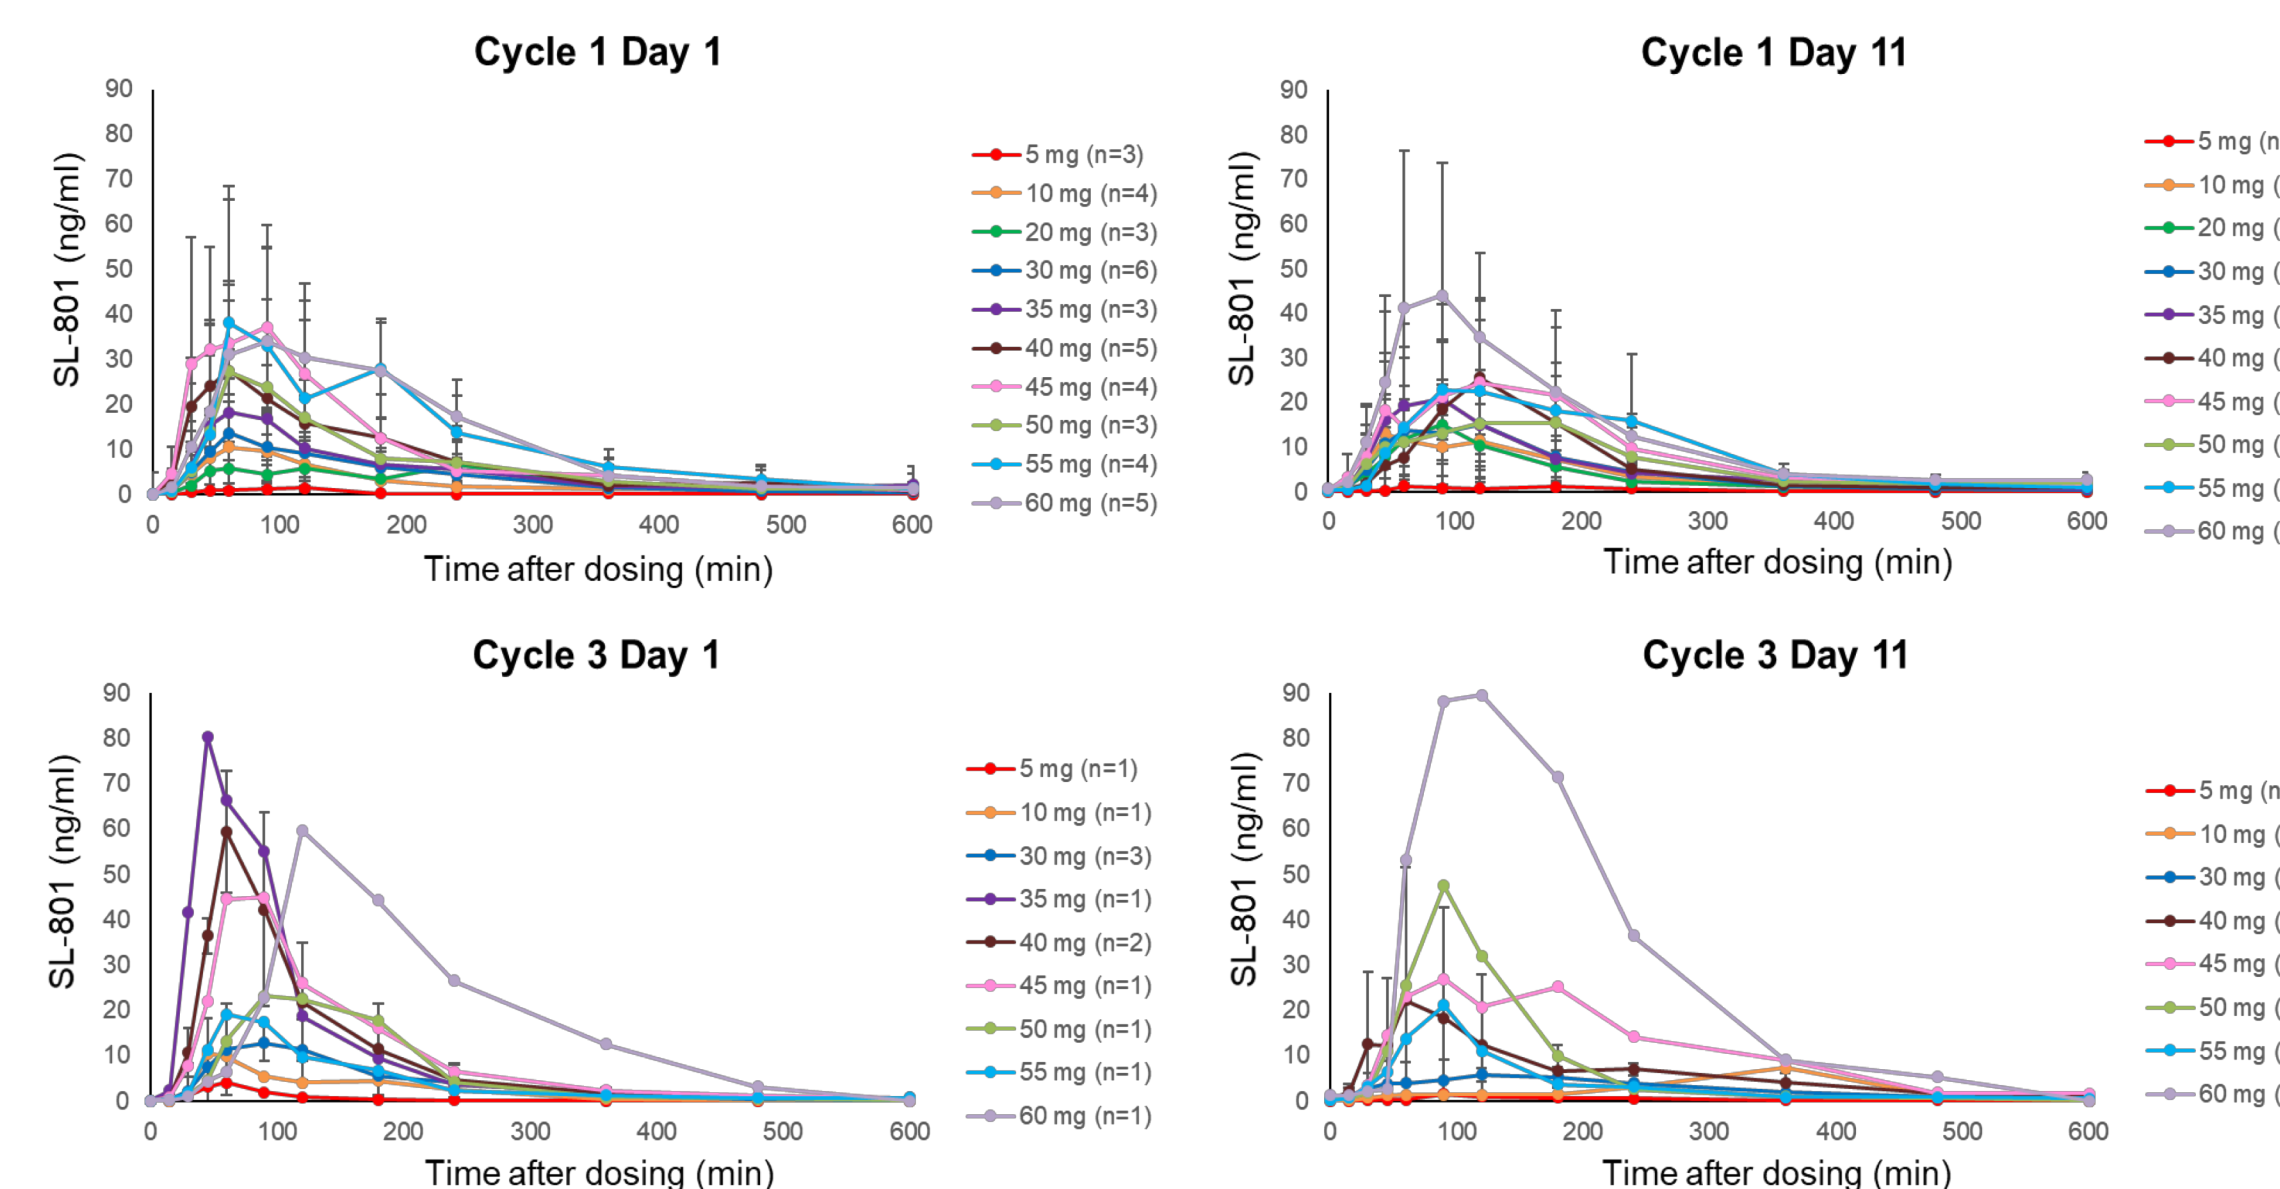 Cycle 1 Day 1
90
80
70
60
50
40
30
20
10
0
SL-801 (ng/ml)
0 100 200 300 400 500 600
Time after dosing (min)
5 mg (n=3)
10 mg (n=4)
20 mg (n=3)
30 mg (n=6)
35 mg (n=3)
40 mg (n=5)
45 mg (n=4)
50 mg (n=3)
55 mg (n=4)
60 mg (n=5)
Cycle 1 Day 11
90
80
70
60
50
40
30
20
10
0
SL-801 (ng/ml)
0 100 200 300 400 500 600
Time after dosing (min)
5 mg (n
10 mg (
20 mg (
30 mg (
35 mg (
40 mg (
45 mg (
50 mg (
55 mg (
60 mg (
Cycle 3 Day 1
90
80
70
60
50
40
30
20
10
0
SL-801 (ng/ml)
0 100 200 300 400 500 600
Time after dosing (min)
5 mg (n=1)
10 mg (n=1)
30 mg (n=3)
35 mg (n=1)
40 mg (n=2)
45 mg (n=1)
50 mg (n=1)
55 mg (n=1)
60 mg (n=1)
Cycle 3 Day 11
90
80
70
60
50
40
30
20
10
0
SL-801 (ng/ml)
0 100 200 300 400 500 600
Time after dosing (min)
5 mg (n
10 mg (
30 mg (
40 mg (
45 mg (
50 mg (
55 mg (
60 mg (